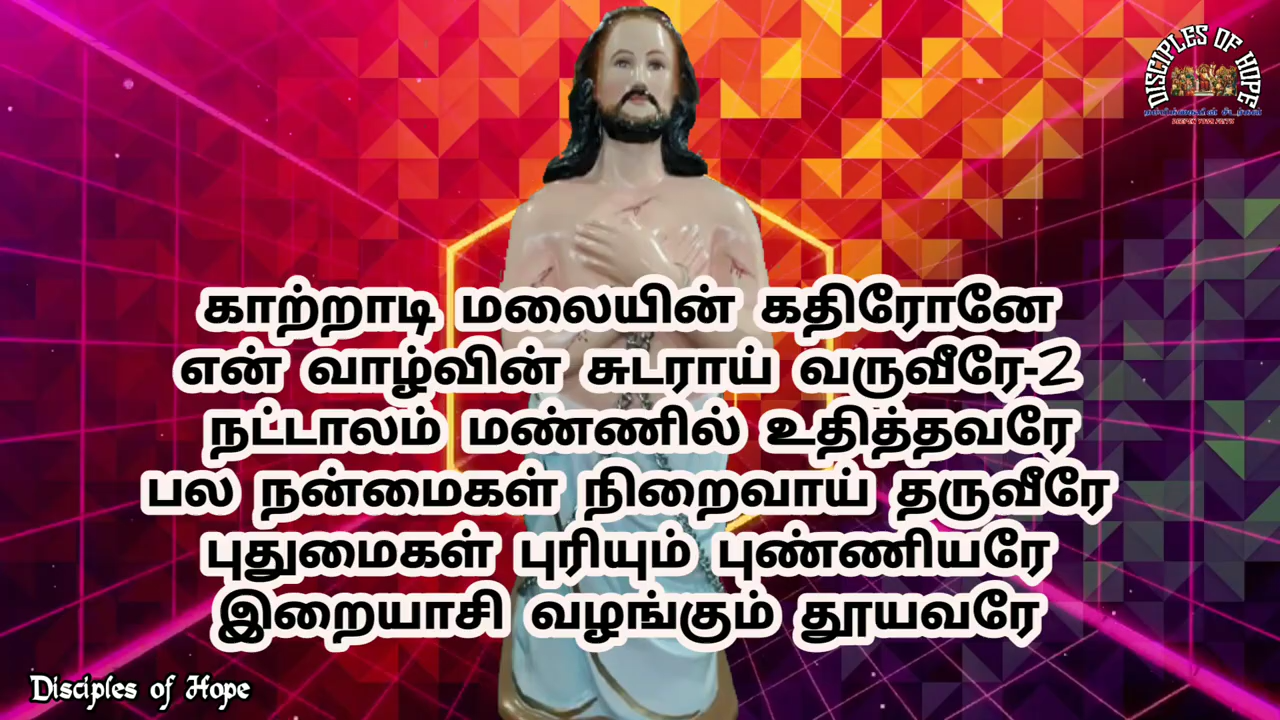 DISCIPLES OF HOPE
காற்றாடி மலையின் கதிரோனே
என் வாழ்வின் சுடராய் வருவீரே-2
நட்டாலம் மண்ணில் உதித்தவரே
பல நன்மைகள் நிறைவாய் தருவீரே
புதுமைகள் புரியும் புண்ணியரே
இறையாசி வழங்கும் தூயவரே
Disciples of Hope